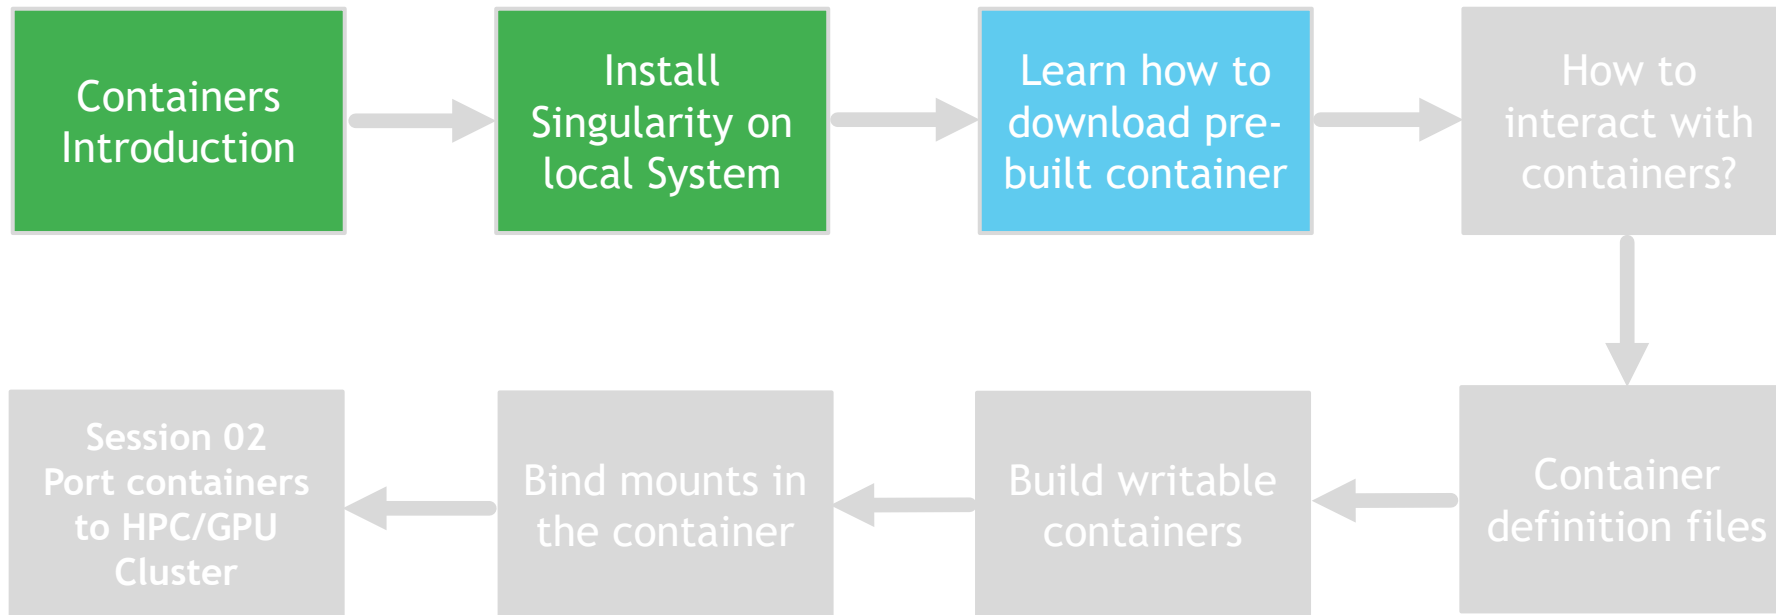 Containers
Introduction
Install
Singularity on
local System
Learn how to
download pre-
built container
How to
interact with
containers?
Container
definition files
Build writable
containers
Bind mounts in
the container
Session 02
Port containers
to HPC/GPU
Cluster